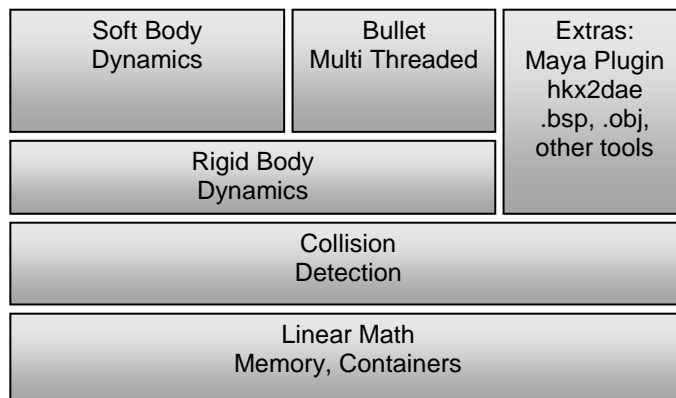 Soft Body
Dynamics
Bullet
Multi Threaded
Extras:
Maya Plugin
hkx2dae
.bsp, .obj,
other tools
Rigid Body
Dynamics
Collision
Detection
Linear Math
Memory, Containers